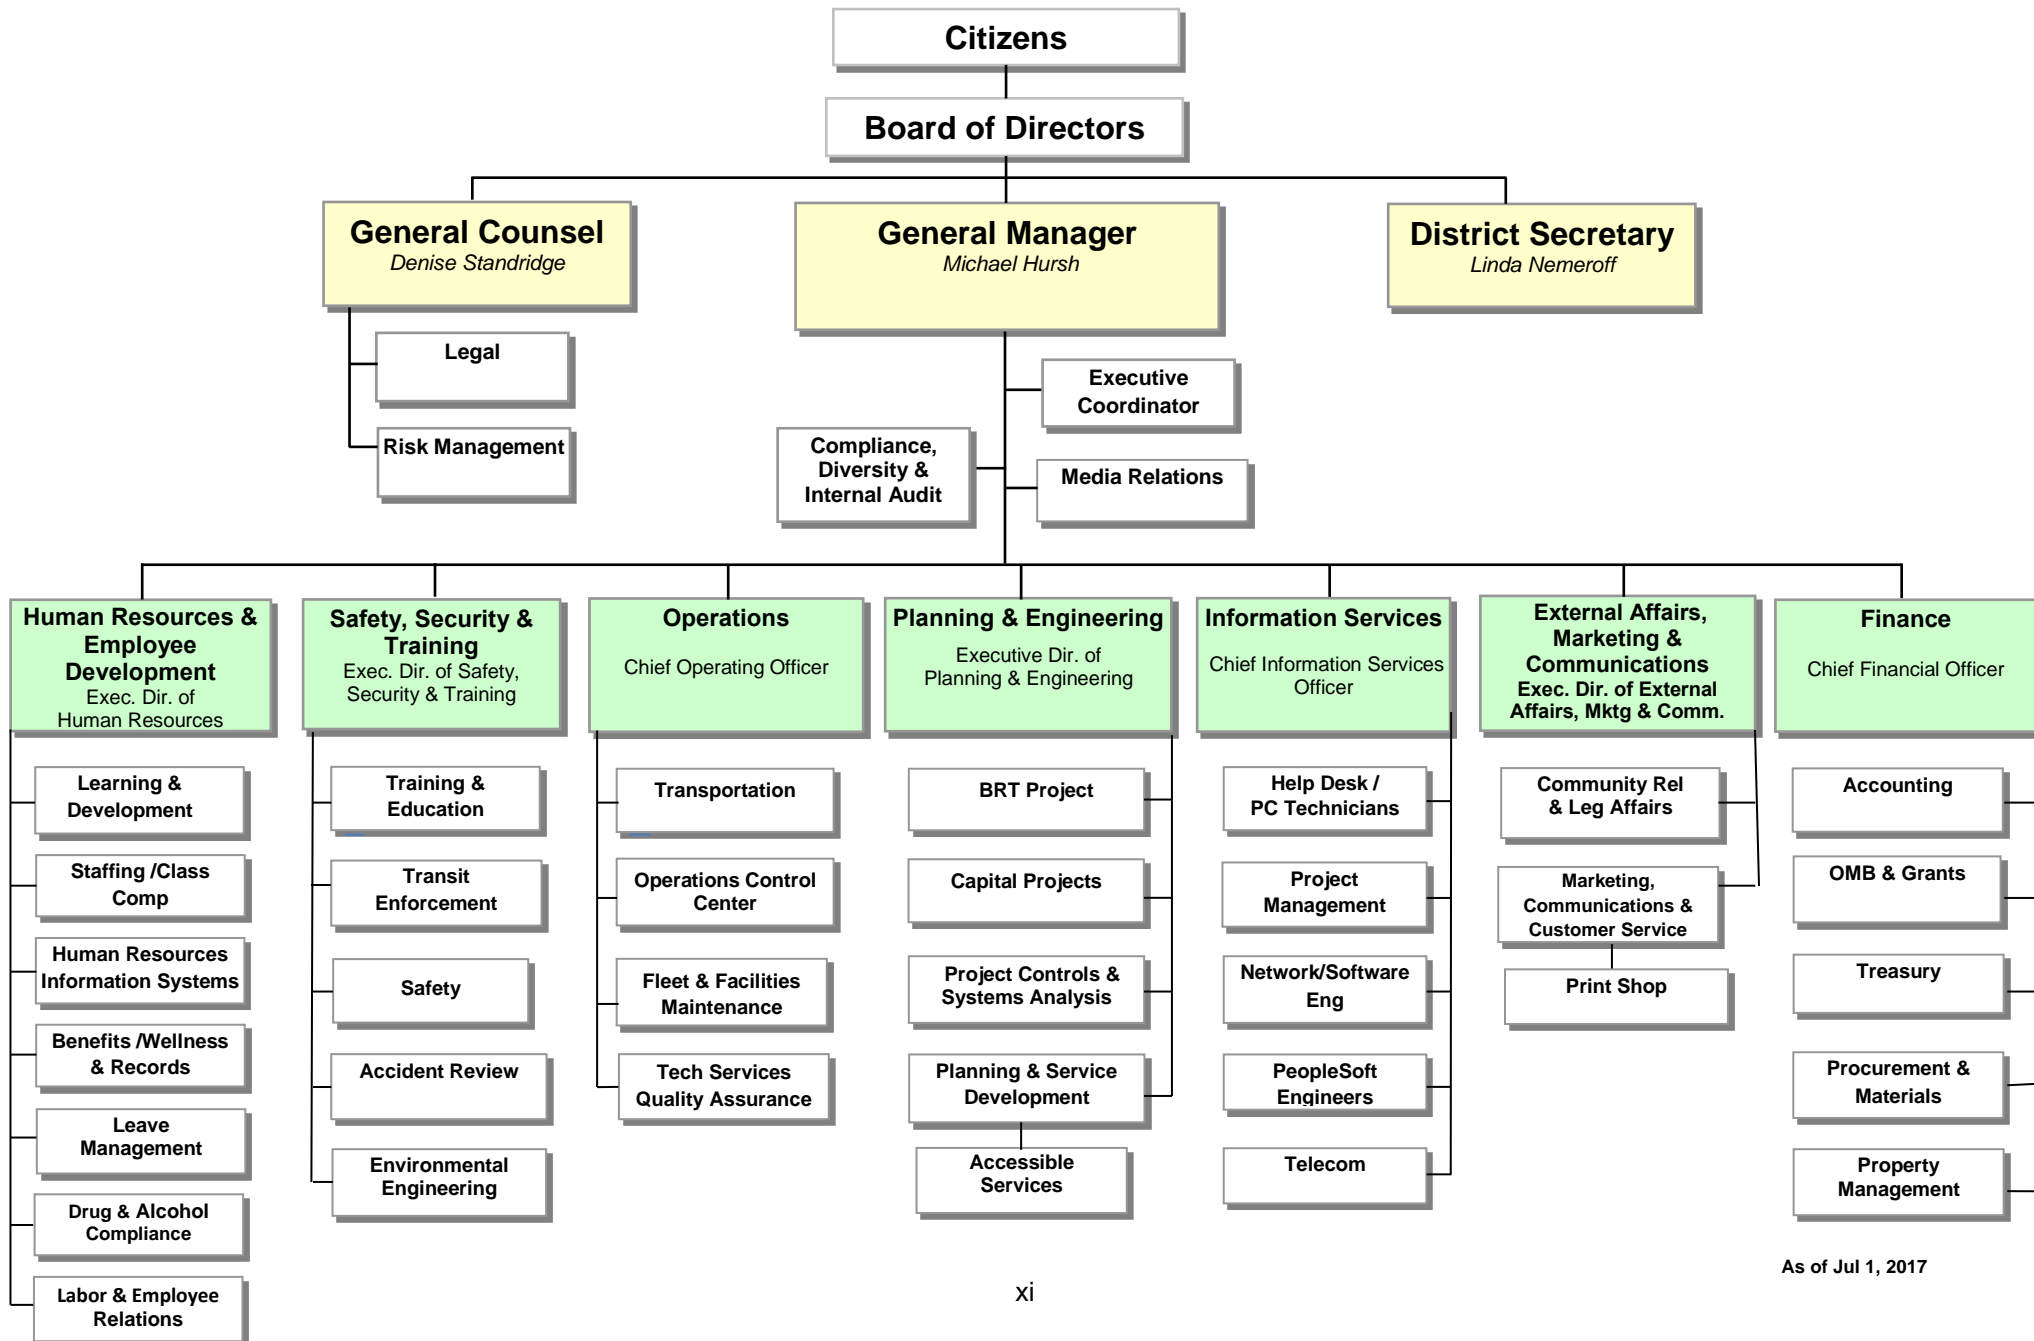 Citizens
Board of Directors
General Counsel
Denise Standridge
General Manager
Michael Hursh
District Secretary
Linda Nemeroff
Legal
Risk Management
Executive
Coordinator
Compliance,
Diversity &
Internal Audit
Media Relations
Human Resources &
Employee
Development
Exec. Dir. of
Human Resources
Learning &
Development
Staffing /Class
Comp
Human Resources
Information Systems
Benefits /Wellness
& Records
Leave
Management
Drug & Alcohol
Compliance
Labor & Employee
Relations
Safety, Security &
Training
Exec. Dir. of Safety,
Security & Training
Training &
Education
Transit
Enforcement
Safety
Accident Review
Environmental
Engineering
Operations
Chief Operating Officer
Transportation
Operations Control
Center
Fleet & Facilities
Maintenance
Tech Services
Quality Assurance
Planning & Engineering
Executive Dir. of
Planning & Engineering
BRT Project
Capital Projects
Project Controls &
Systems Analysis
Planning & Service
Development
Accessible
Services
Information Services
Chief Information Services
Officer
Help Desk /
PC Technicians
Project
Management
Network/Software
Eng
PeopleSoft
Engineers
Telecom
External Affairs,
Marketing &
Communications
Exec. Dir. of External
Affairs, Mktg & Comm.
Community Rel
& Leg Affairs
Marketing,
Communications &
Customer Service
Print Shop
Finance
Chief Financial Officer
Accounting
OMB & Grants
Treasury
Procurement &
Materials
Property
Management
As of Jul 1, 2017
xi